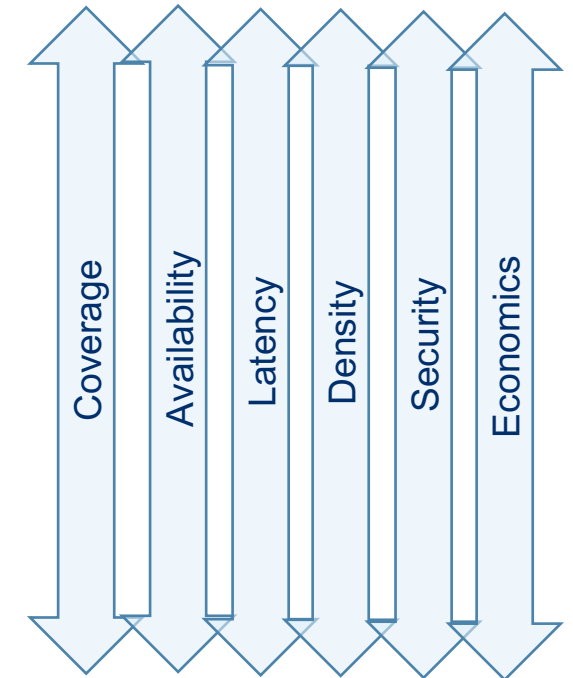 Coverage
Availability
Latency
Density
Security
Economics